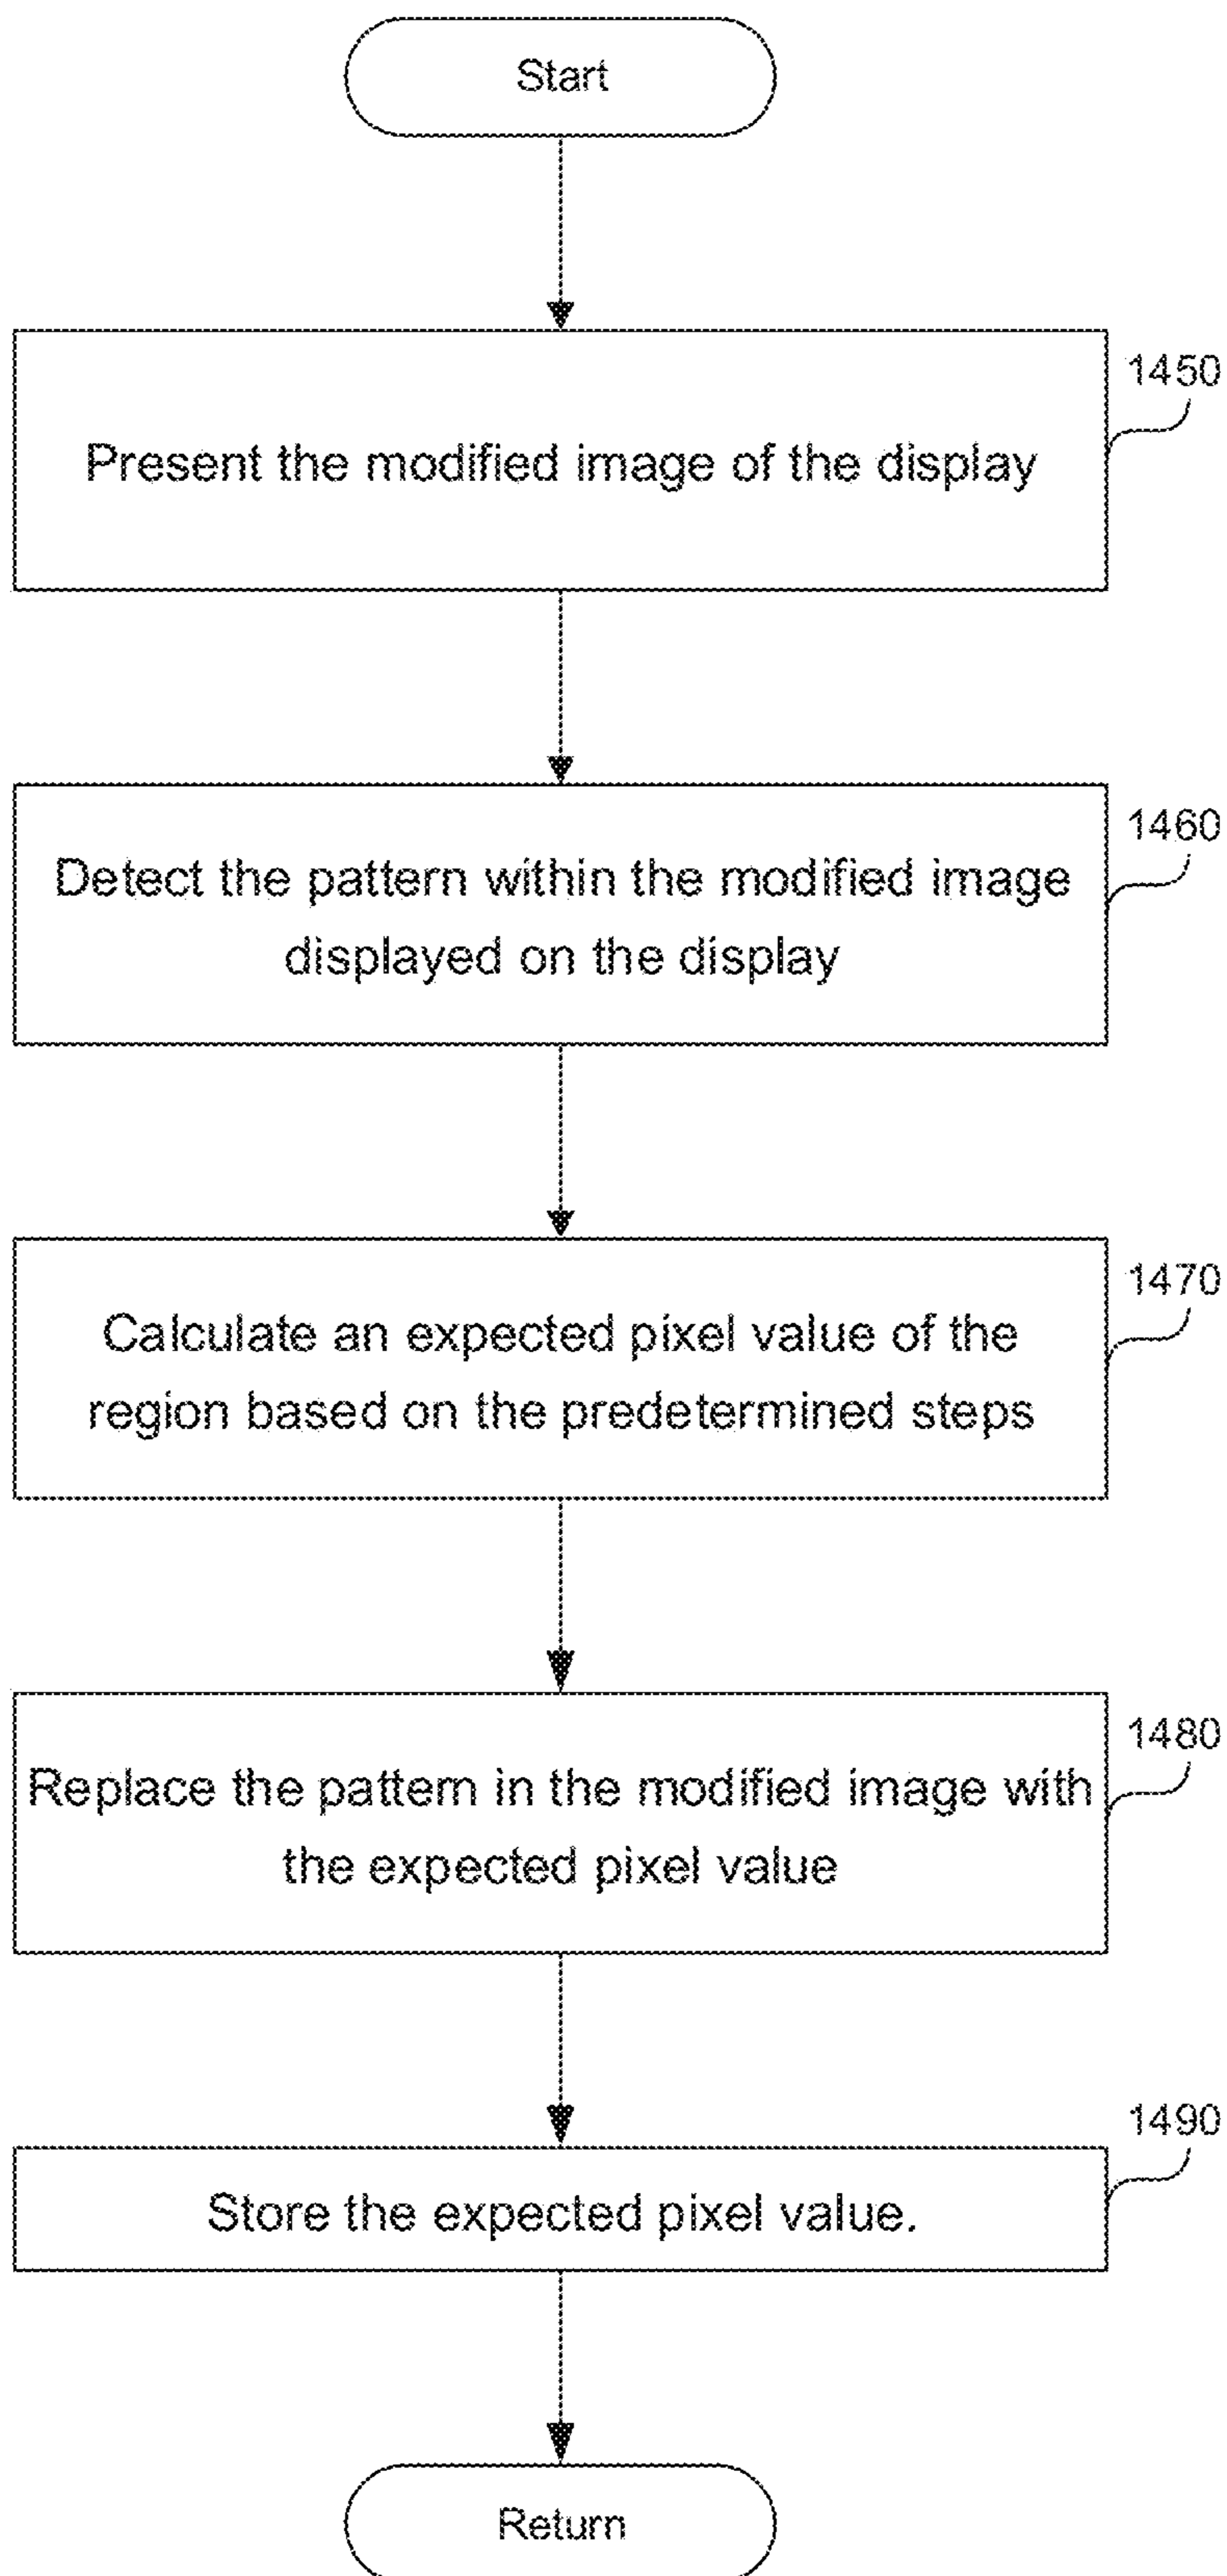 Start
1450
Present the modified image of the display
1460
Detect the pattern within the modified image
displayed on the display
1470
Calculate an expected pixel value of the
region based on the predetermined steps
1480
Replace the pattern in the modified image with
the expected pixel value
1490
Store the expected pixel value.
Return